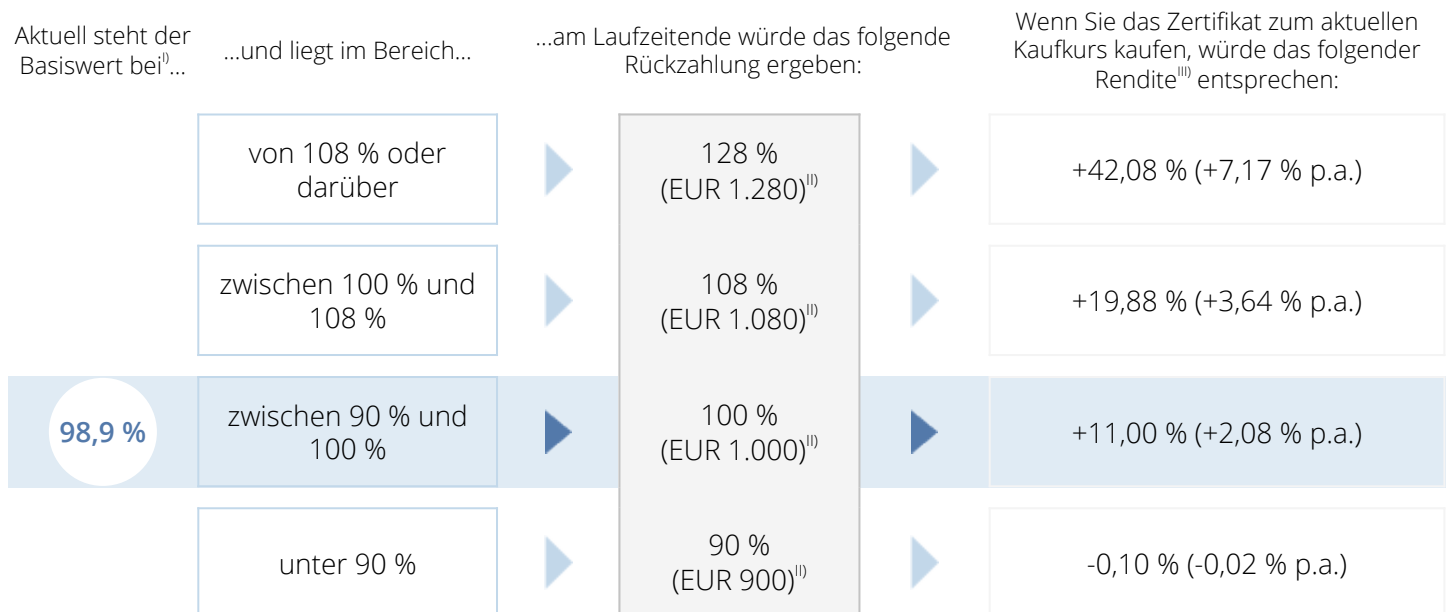 Aktuell steht der
Basiswert bei^I)...
...und liegt im Bereich...
...am Laufzeitende würde das folgende
Rückzahlung ergeben:
Wenn Sie das Zertifikat zum aktuellen
Kaufkurs kaufen, würde das folgender
Rendite^III) entsprechen:
von 108 % oder
darüber
128 %
(EUR 1.280)^II)
+42,08 % (+7,17 % p.a.)
zwischen 100 % und
108 %
108 %
(EUR 1.080)^II)
+19,88 % (+3,64 % p.a.)
98,9 %
zwischen 90 % und
100 %
100 %
(EUR 1.000)^II)
+11,00 % (+2,08 % p.a.)
unter 90 %
90 %
(EUR 900)^II)
-0,10 % (-0,02 % p.a.)